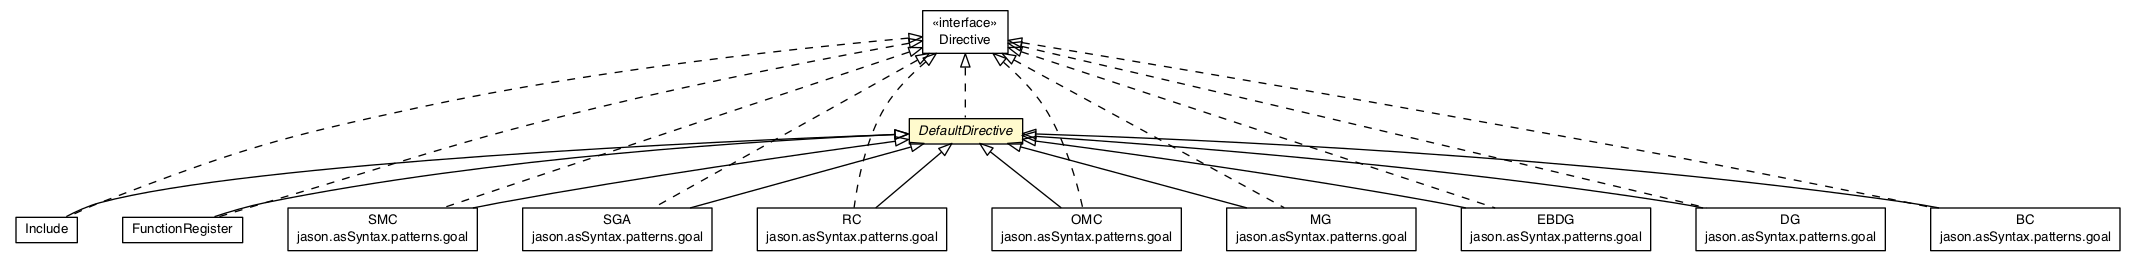 «interface»
Directive
DefaultDirective
Include
FunctionRegister
SMC
jason.asSyntax.patterns.goal
SGA
jason.asSyntax.patterns.goal
RC
jason.asSyntax.patterns.goal
OMC
jason.asSyntax.patterns.goal
MG
jason.asSyntax.patterns.goal
EBDG
jason.asSyntax.patterns.goal
DG
jason.asSyntax.patterns.goal
BC
jason.asSyntax.patterns.goal